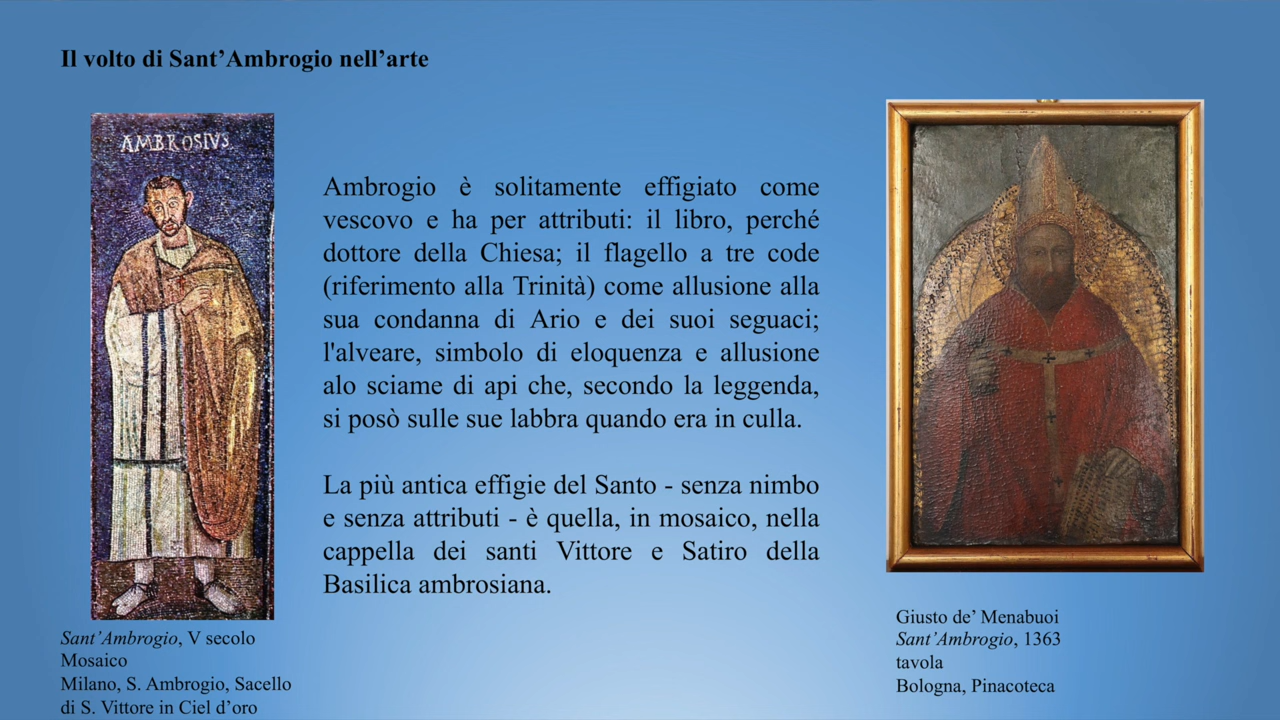 Il volto di Sant’Ambrogio nell’arte
AMBROSIVS
Ambrogio è solitamente effigiato come
vescovo e ha per attributi: il libro, perché
dottore della Chiesa; il flagello a tre code
(riferimento alla Trinità) come allusione alla
sua condanna di Ario e dei suoi seguaci;
l'alveare, simbolo di eloquenza e allusione
alo sciame di api che, secondo la leggenda,
si posò sulle sue labbra quando era in culla.
La più antica effigie del Santo - senza nimbo
e senza attributi - è quella, in mosaico, nella
cappella dei santi Vittore e Satiro della
Basilica ambrosiana.
Sant’Ambrogio, V secolo
Mosaico
Milano, S. Ambrogio, Sacello
di S. Vittore in Ciel d’oro
Giusto de’ Menabuoi
Sant’Ambrogio, 1363
tavola
Bologna, Pinacoteca